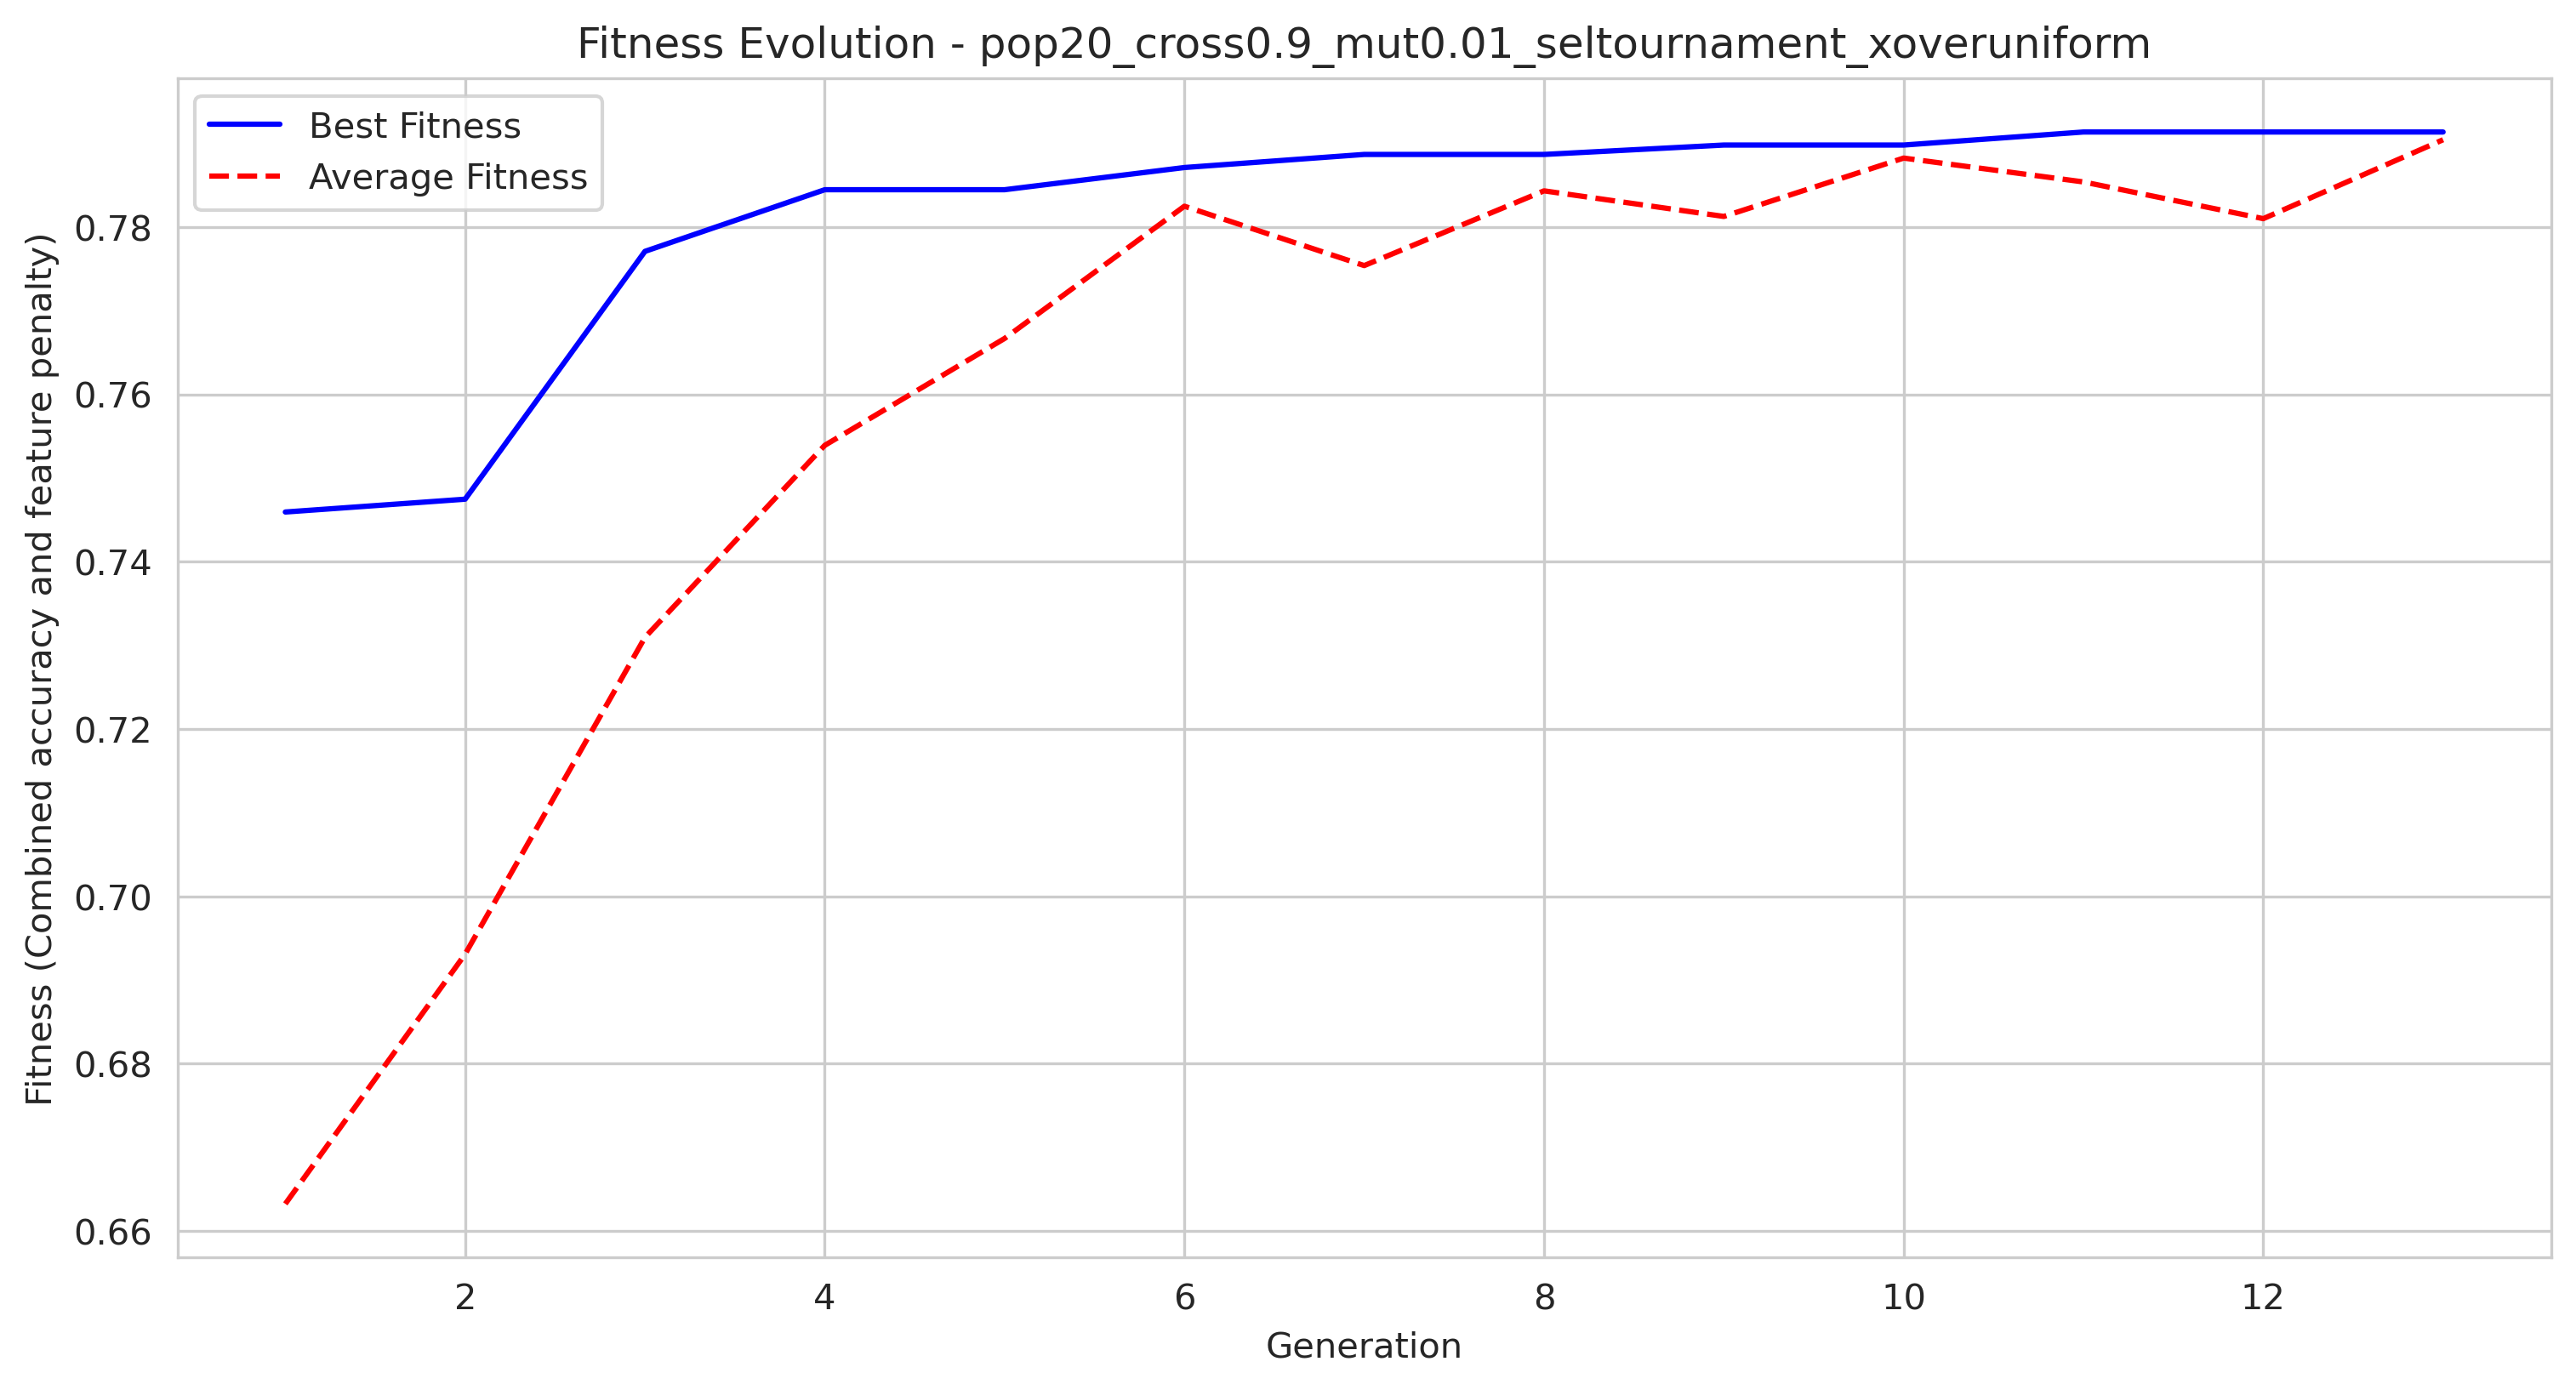 Fitness Evolution - pop20_cross0.9_mut0.01_seltournament_xoveruniform
Best Fitness
Average Fitness
Fitness (Combined accuracy and feature penalty)
0.78
0.76
0.74
0.72
0.70
0.68
0.66
2 4 6 8 10 12
Generation